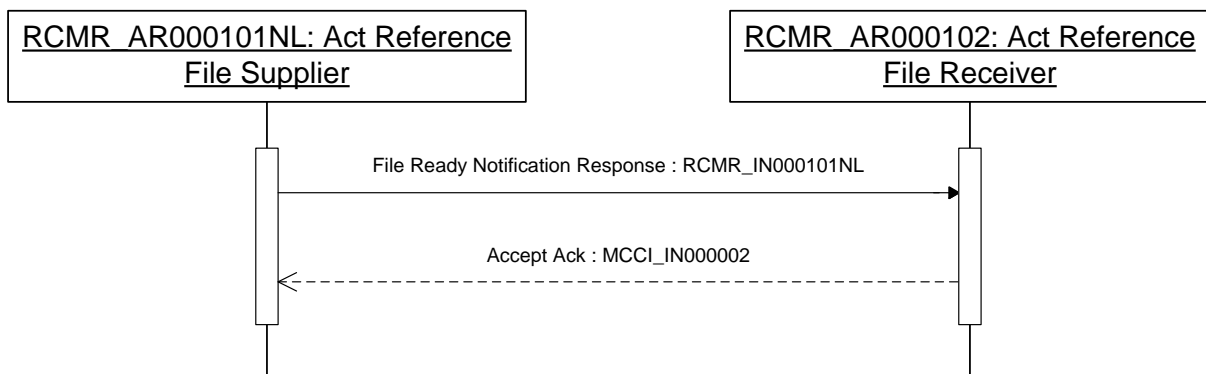 RCMR_AR000101NL: Act Reference
File Supplier
RCMR_AR000102: Act Reference
File Receiver
File Ready Notification Response : RCMR_IN000101NL
Accept Ack : MCCI_IN000002